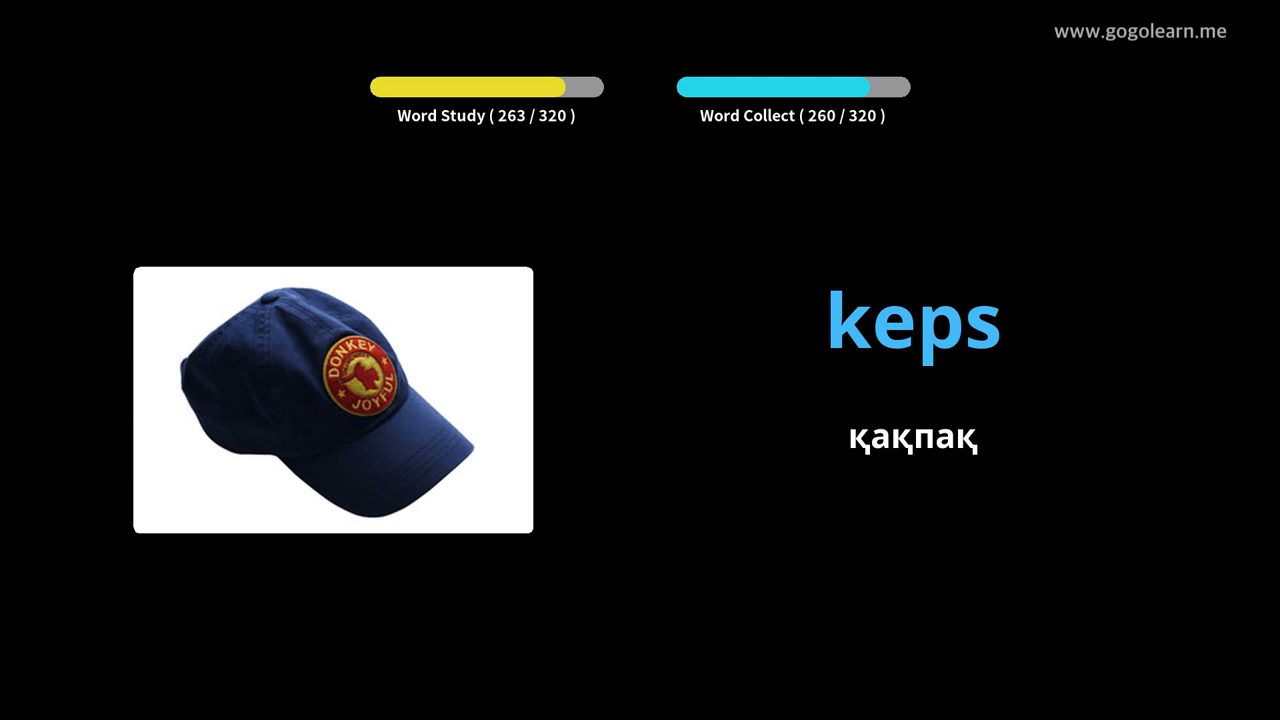 www.gogolearn.me
Word Study ( 263 / 320 )
Word Collect ( 260 / 320 )
DONKEY
JOYFUL
keps
қақпақ